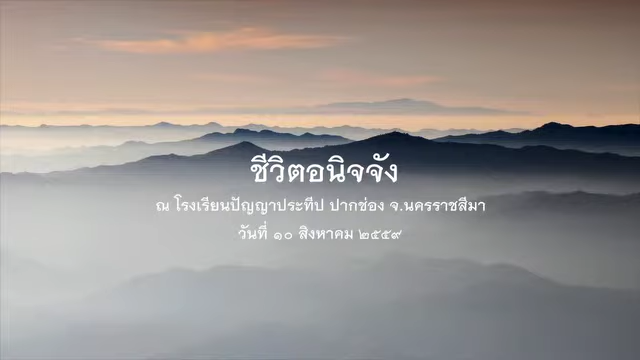 ชีวิตอนิจจัง
ณ โรงเรียนปัญญาประทีป ปากช่อง จ.นครราชสีมา
วันที่ ๑๐ สิงหาคม ๒๕๕๙